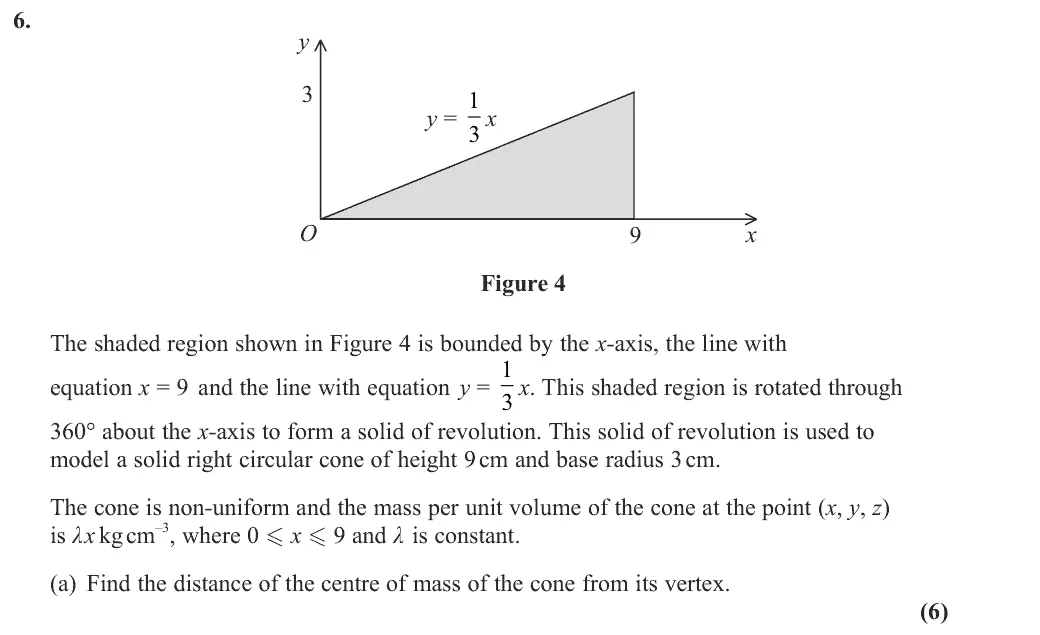 6.
y
3
y = 1/3 x
O
9
x
Figure 4
The shaded region shown in Figure 4 is bounded by the x-axis, the line with
equation x = 9 and the line with equation y = 1/3 x. This shaded region is rotated through
360° about the x-axis to form a solid of revolution. This solid of revolution is used to
model a solid right circular cone of height 9 cm and base radius 3 cm.
The cone is non-uniform and the mass per unit volume of the cone at the point (x, y, z)
is λx kg cm⁻³, where 0 ⩽ x ⩽ 9 and λ is constant.
(a) Find the distance of the centre of mass of the cone from its vertex.
(6)